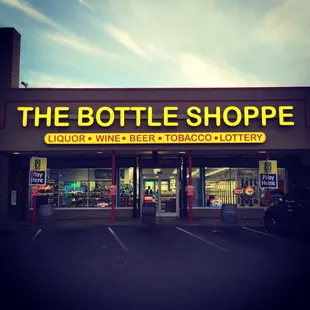 THE BOTTLE SHOPPE
LIQUOR • WINE • BEER • TOBACCO • LOTTERY
Play Here
Play Here